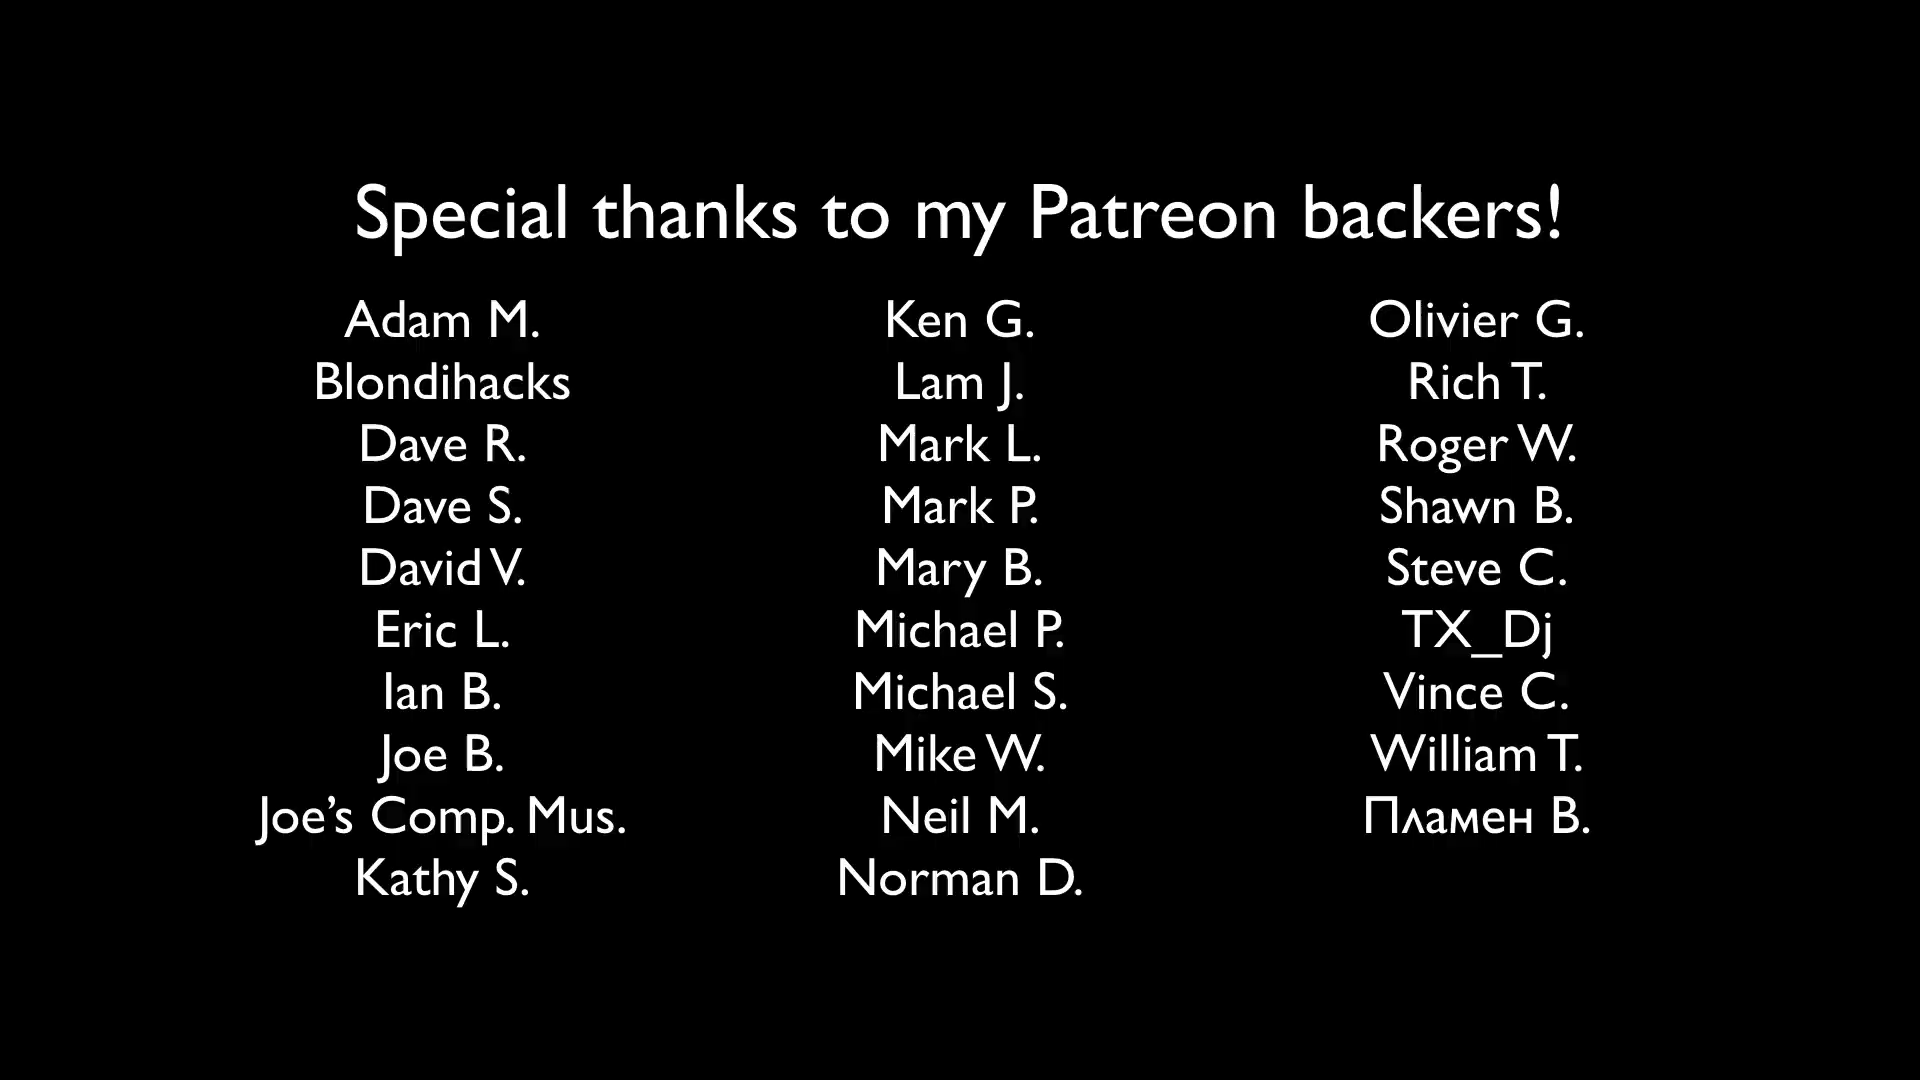 Special thanks to my Patreon backers!
Adam M.
Blondihacks
Dave R.
Dave S.
David V.
Eric L.
Ian B.
Joe B.
Joe’s Comp. Mus.
Kathy S.
Ken G.
Lam J.
Mark L.
Mark P.
Mary B.
Michael P.
Michael S.
Mike W.
Neil M.
Norman D.
Olivier G.
Rich T.
Roger W.
Shawn B.
Steve C.
TX_Dj
Vince C.
William T.
Пламен В.